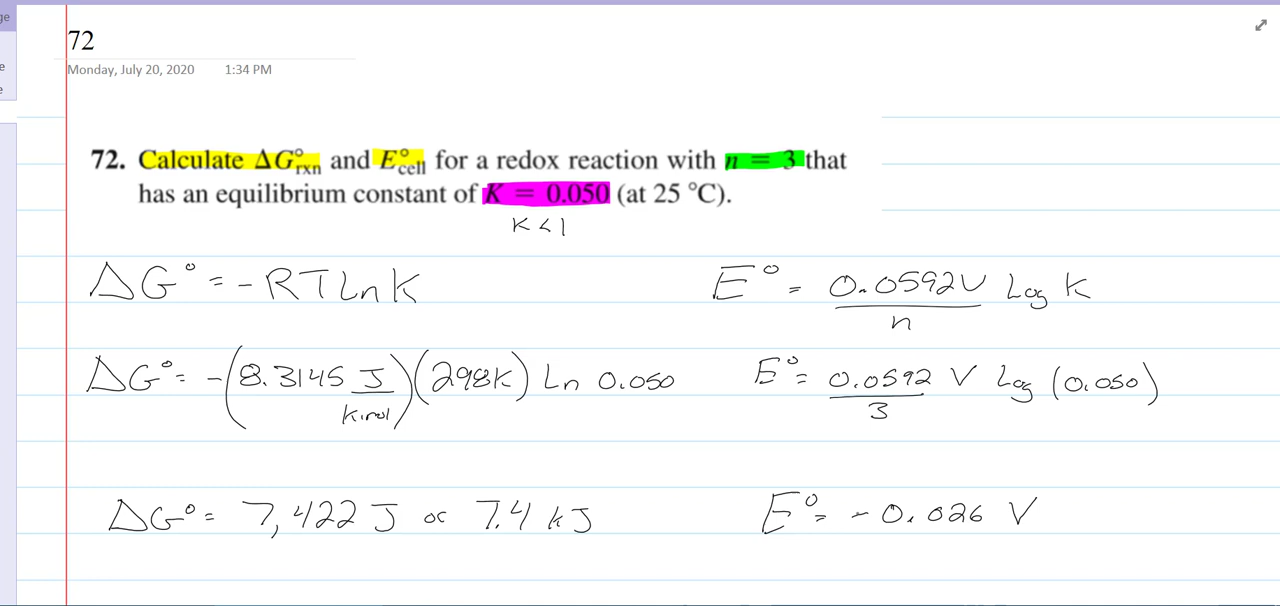 ge
72
e
Monday, July 20, 2020 1:34 PM
e
72. Calculate ΔG°rxn and E°cell for a redox reaction with n = 3 that
has an equilibrium constant of K = 0.050 (at 25 °C).
K < 1
ΔG° = -RT Ln K
E° = 0.0592V/n Log K
ΔG° = -(8.3145 J/K·mol)(298K) Ln 0.050
E° = 0.0592/3 V Log (0.050)
ΔG° = 7,422 J or 7.4 kJ
E° = -0.026 V